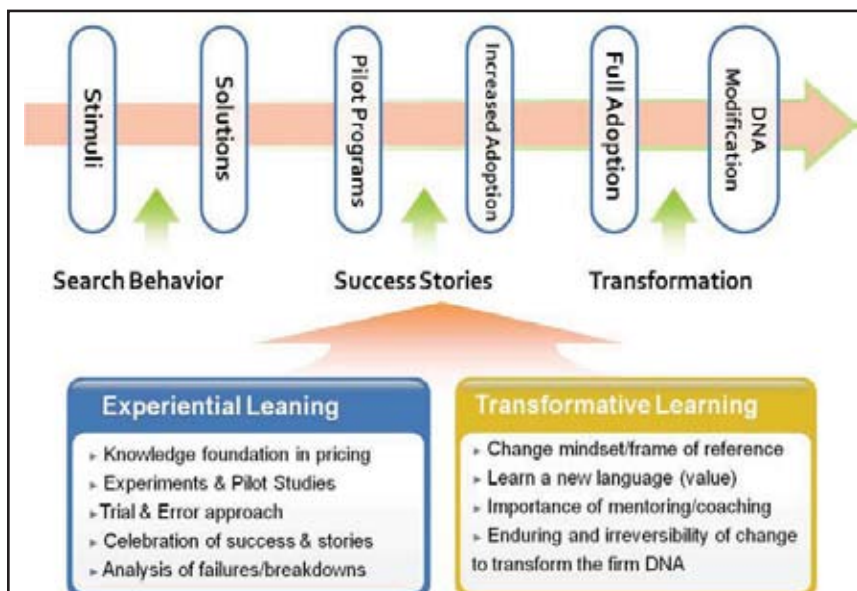 Stimuli
Solutions
Pilot Programs
Increased Adoption
Full Adoption
DNA
Modification
Search Behavior
Success Stories
Transformation
Experiential Leaning
Knowledge foundation in pricing
Experiments & Pilot Studies
Trial & Error approach
Celebration of success & stories
Analysis of failures/breakdowns
Transformative Learning
Change mindset/frame of reference
Learn a new language (value)
Importance of mentoring/coaching
Enduring and irreversibility of change
to transform the firm DNA